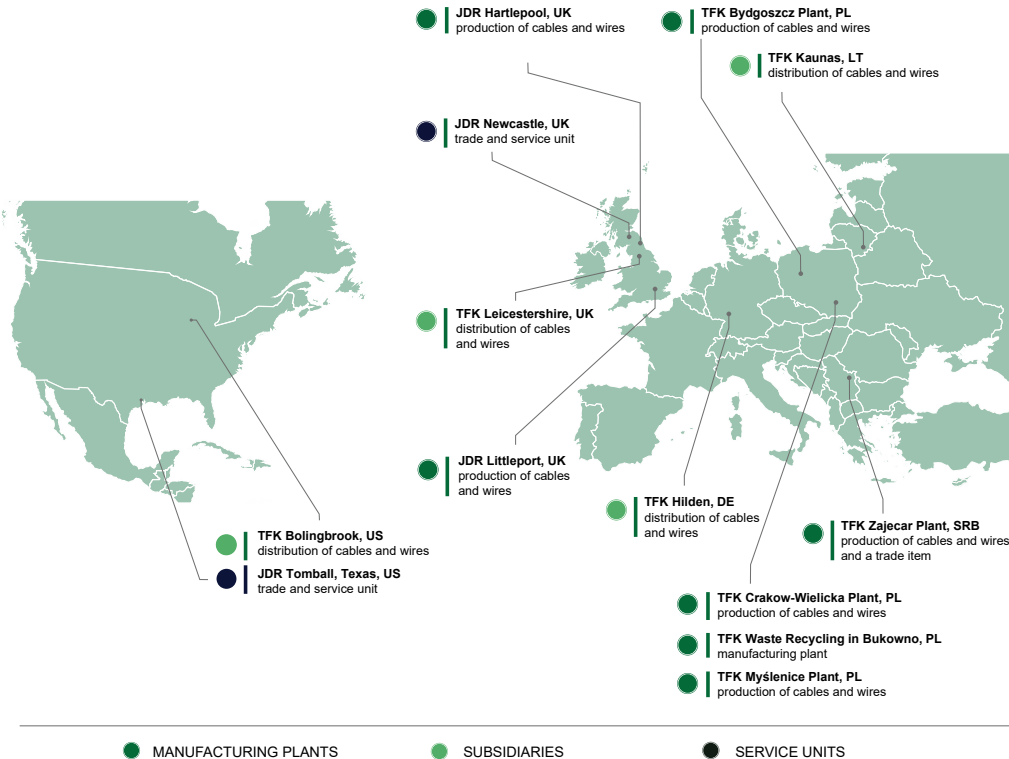 JDR Hartlepool, UK
production of cables and wires
TFK Bydgoszcz Plant, PL
production of cables and wires
TFK Kaunas, LT
distribution of cables and wires
JDR Newcastle, UK
trade and service unit
TFK Leicestershire, UK
distribution of cables
and wires
JDR Littleport, UK
production of cables
and wires
TFK Hilden, DE
distribution of cables
and wires
TFK Zajecar Plant, SRB
production of cables and wires
and a trade item
TFK Bolingbrook, US
distribution of cables and wires
JDR Tomball, Texas, US
trade and service unit
TFK Crakow-Wielicka Plant, PL
production of cables and wires
TFK Waste Recycling in Bukowno, PL
manufacturing plant
TFK Myślenice Plant, PL
production of cables and wires
MANUFACTURING PLANTS
SUBSIDIARIES
SERVICE UNITS